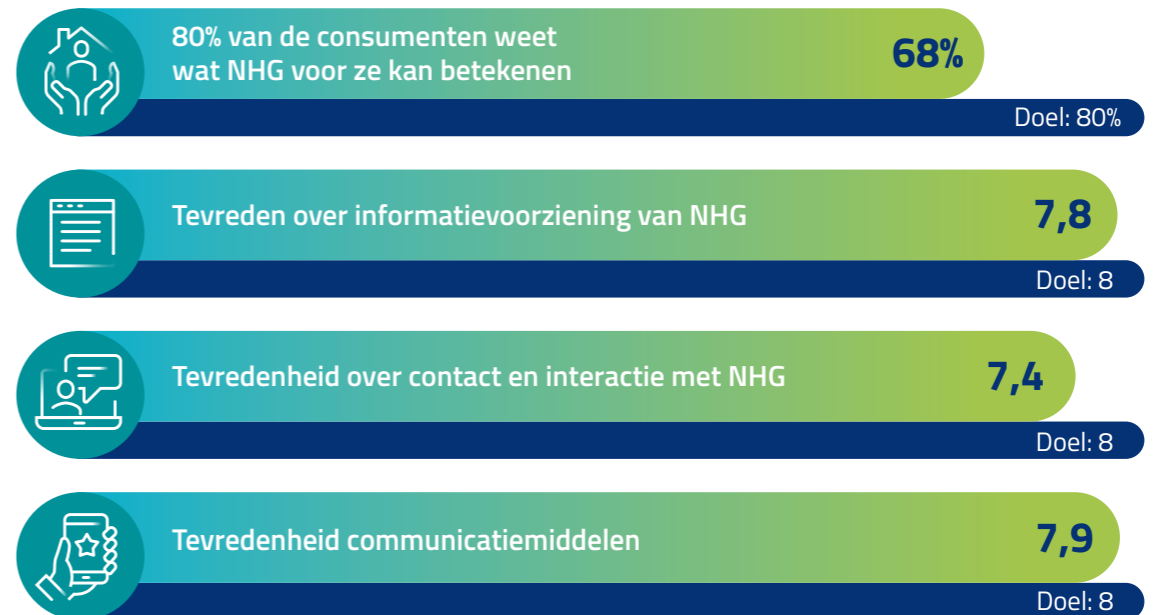 80% van de consumenten weet
wat NHG voor ze kan betekenen
68%
Doel: 80%
Tevreden over informatievoorziening van NHG
7,8
Doel: 8
Tevredenheid over contact en interactie met NHG
7,4
Doel: 8
Tevredenheid communicatiemiddelen
7,9
Doel: 8